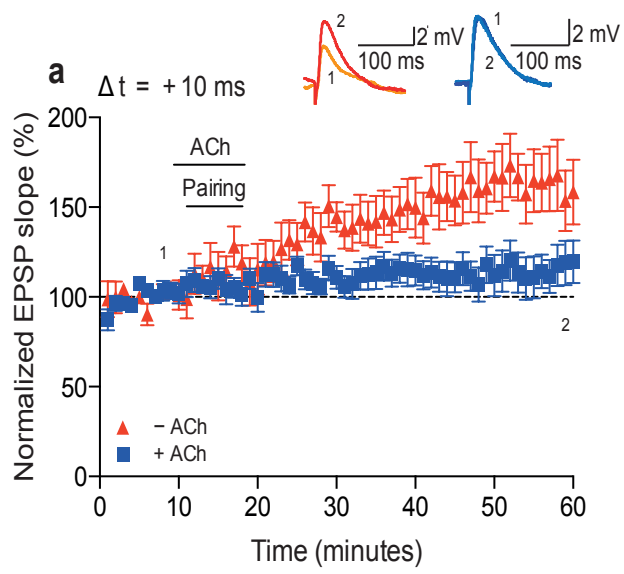 2
2 mV
1
100 ms
1
2 mV
2
100 ms
a
Δt = +10 ms
Normalized EPSP slope (%)
200
150
100
50
0
ACh
Pairing
1
2
− ACh
+ ACh
0
10
20
30
40
50
60
Time (minutes)